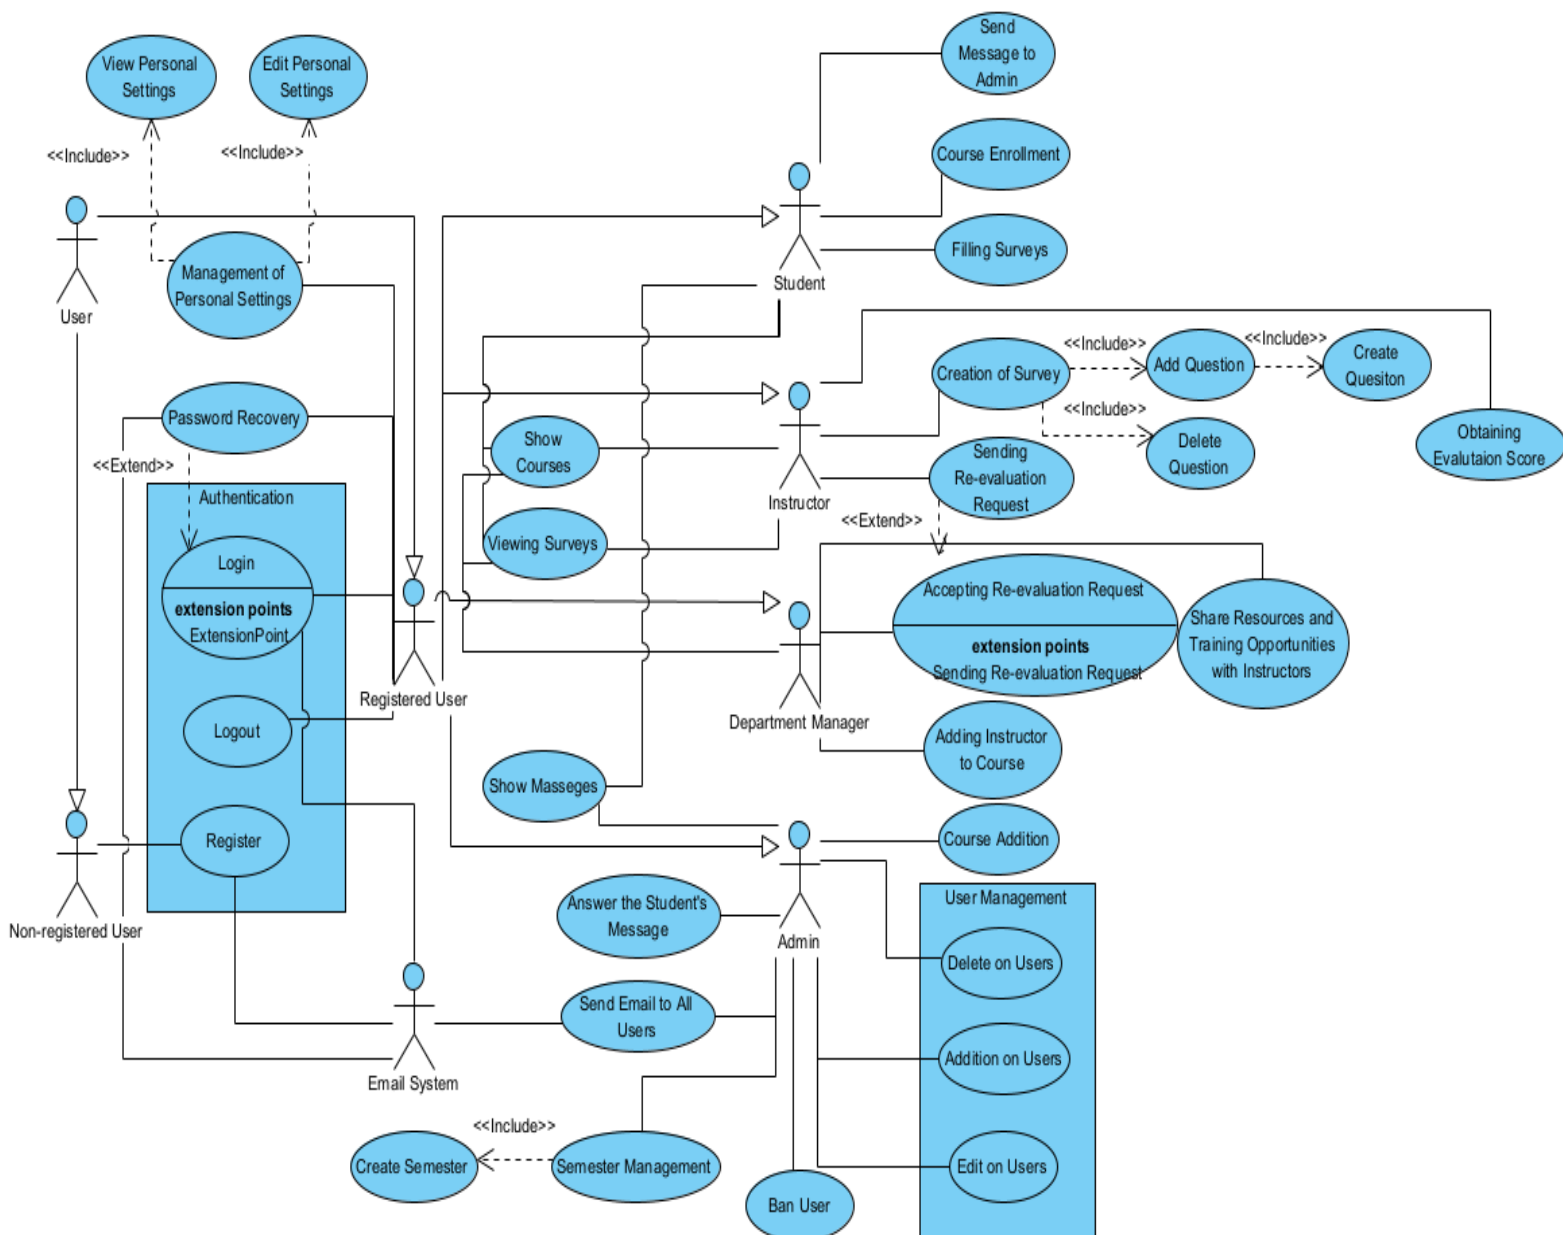 Send
Message to
Admin
View Personal
Settings
Edit Personal
Settings
<<Include>>
<<Include>>
Course Enrollment
Filling Surveys
Student
User
Management of
Personal Settings
<<Include>>
<<Include>>
Creation of Survey
Add Question
Create
Quesiton
<<Include>>
Password Recovery
Show
Courses
Delete
Question
Obtaining
Evalutaion Score
Sending
Re-evaluation
Request
Instructor
<<Extend>>
Authentication
<<Extend>>
Viewing Surveys
Login
extension points
ExtensionPoint
Accepting Re-evaluation Request
extension points
Sending Re-evaluation Request
Share Resources and
Training Opportunities
with Instructors
Registered User
Department Manager
Logout
Adding Instructor
to Course
Show Masseges
Register
Course Addition
Non-registered User
Answer the Student's
Message
Admin
User Management
Delete on Users
Send Email to All
Users
Email System
Addition on Users
<<Include>>
Create Semester
Semester Management
Edit on Users
Ban User